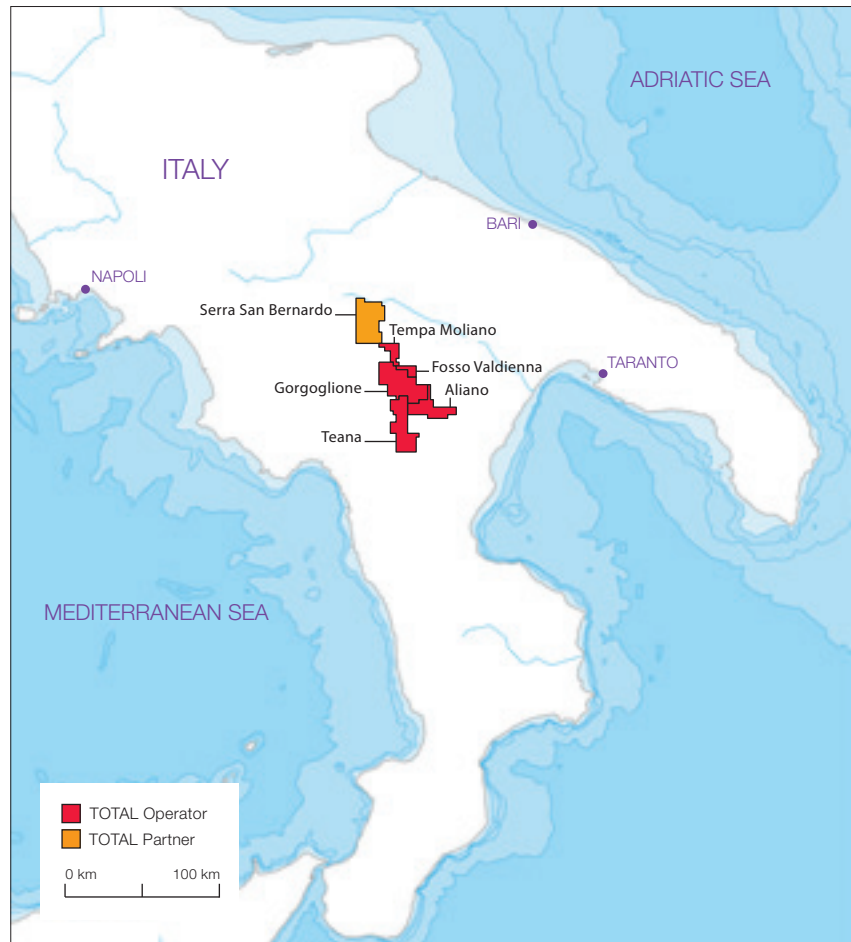 ADRIATIC SEA
ITALY
BARI
NAPOLI
Serra San Bernardo
Tempa Moliano
Fosso Valdienna
TARANTO
Gorgoglione
Aliano
Teana
MEDITERRANEAN SEA
TOTAL Operator
TOTAL Partner
0 km 100 km